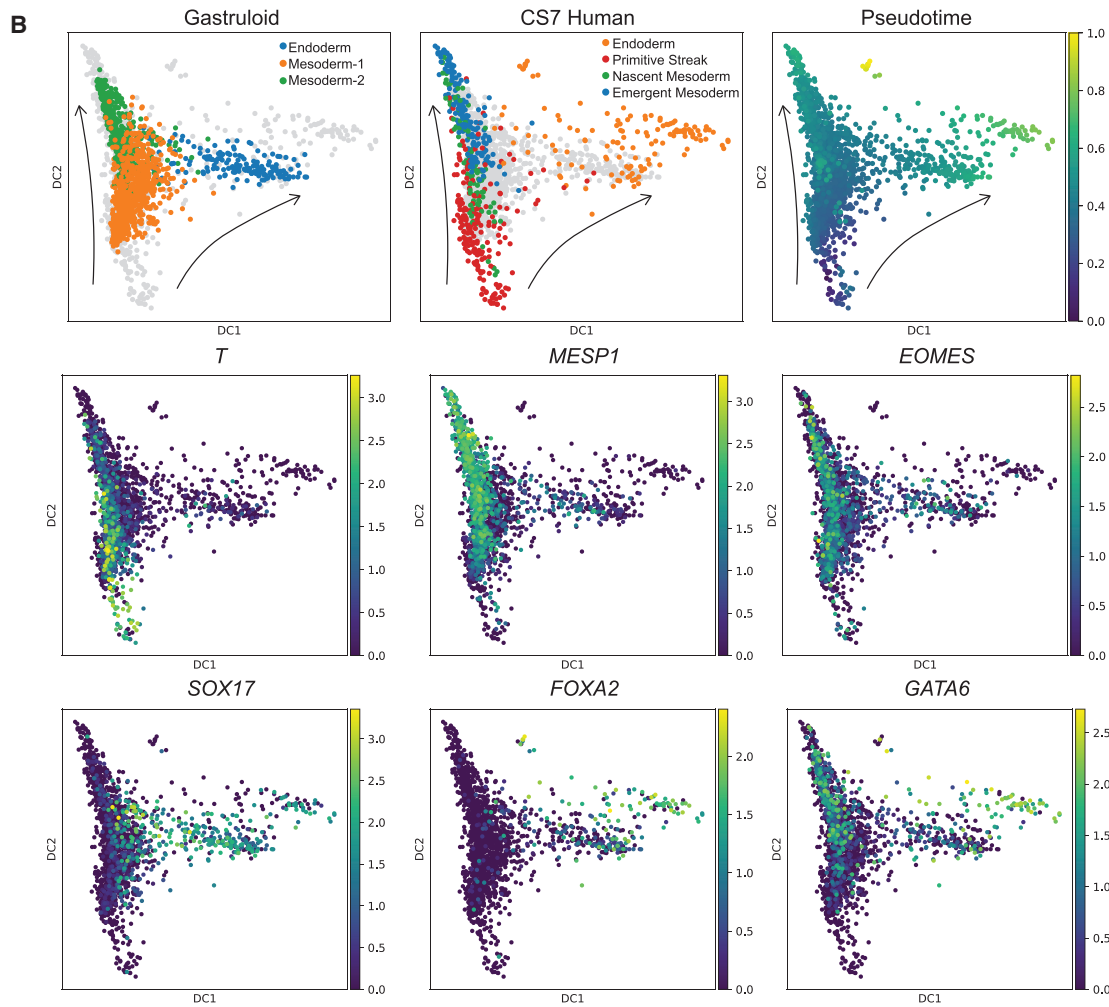 B
Gastruloid
CS7 Human
Pseudotime
Endoderm
Mesoderm-1
Mesoderm-2
Endoderm
Primitive Streak
Nascent Mesoderm
Emergent Mesoderm
1.0
0.8
0.6
0.4
0.2
0.0
DC2
DC2
DC2
DC1
DC1
DC1
T
MESP1
EOMES
3.0
2.5
2.0
1.5
1.0
0.5
0.0
3.0
2.5
2.0
1.5
1.0
0.5
0.0
2.5
2.0
1.5
1.0
0.5
0.0
DC2
DC2
DC2
DC1
DC1
DC1
SOX17
FOXA2
GATA6
3.0
2.5
2.0
1.5
1.0
0.5
0.0
2.0
1.5
1.0
0.5
0.0
2.5
2.0
1.5
1.0
0.5
0.0
DC2
DC2
DC2
DC1
DC1
DC1